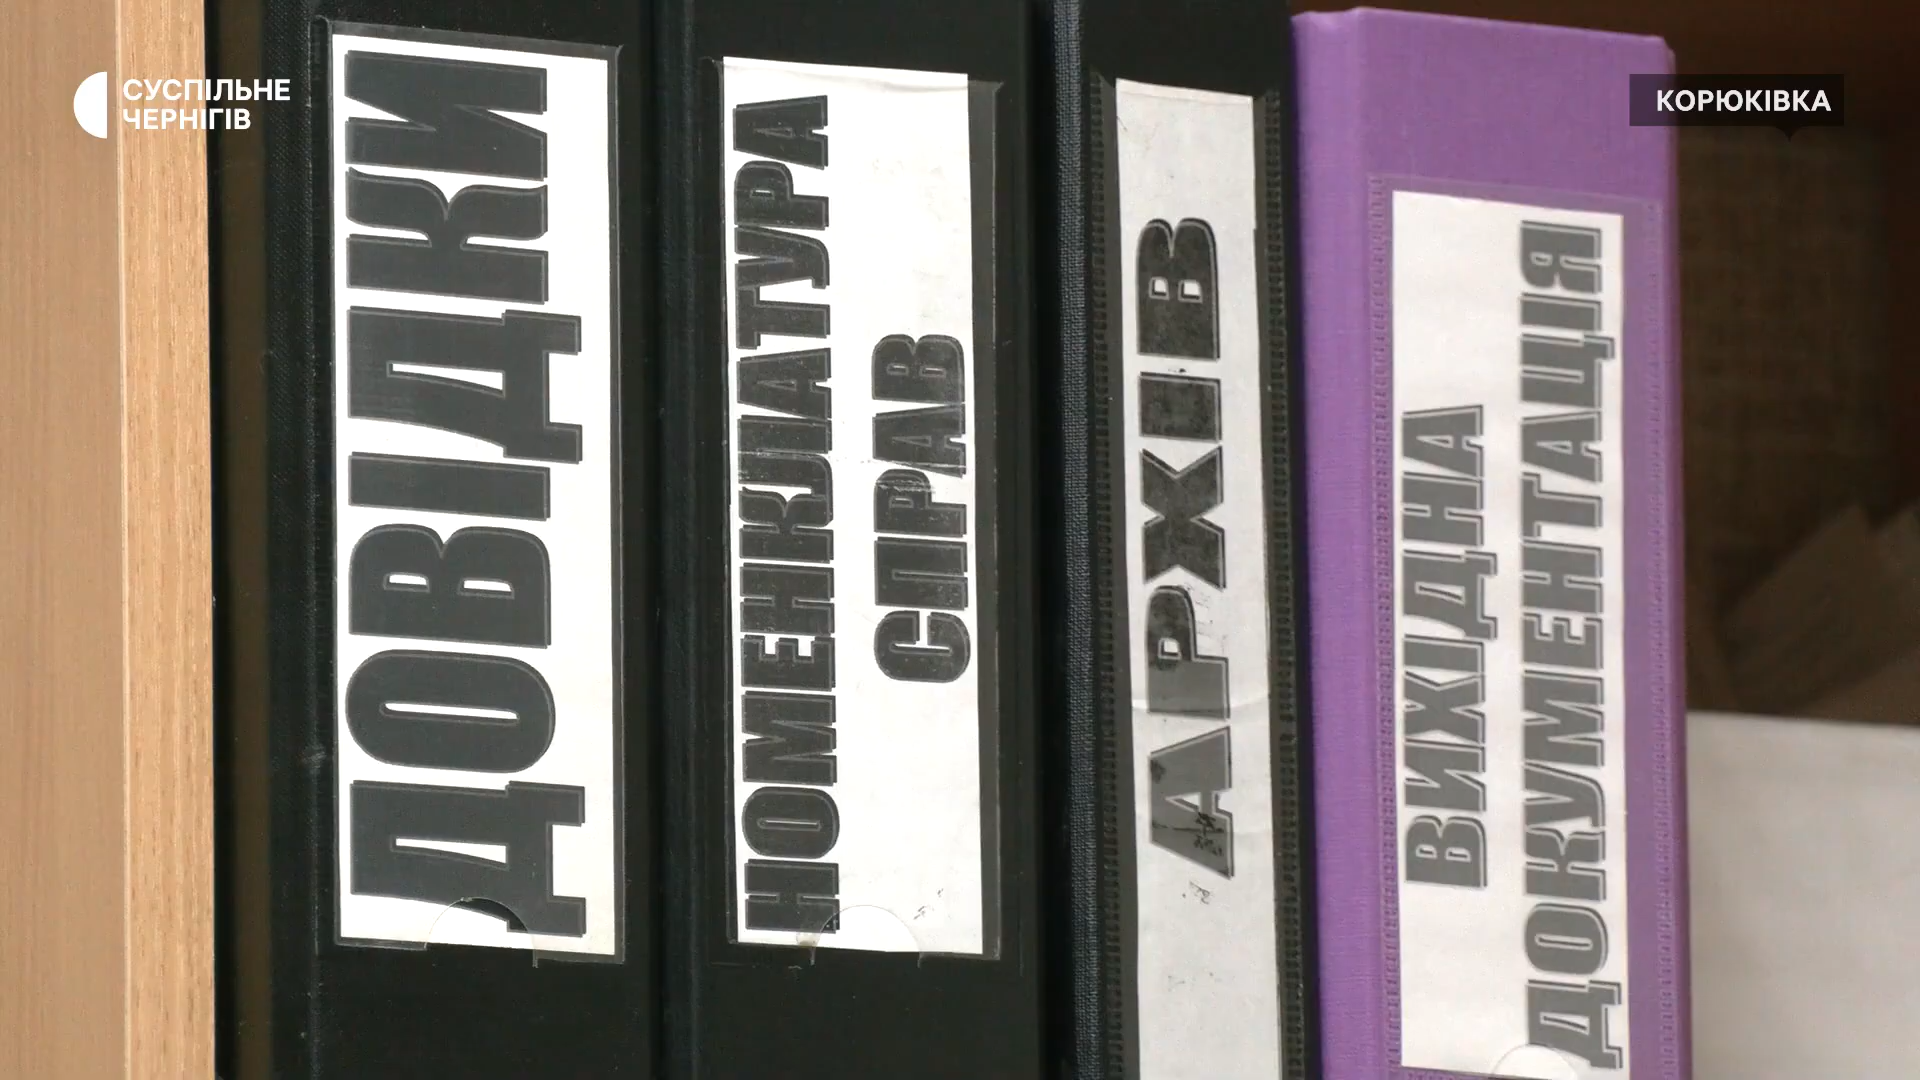 СУСПІЛЬНЕ
ЧЕРНІГІВ
КОРЮКІВКА
ДОВІДКИ
НОМЕНКЛАТУРА
СПРАВ
АРХІВ
ВИХІДНА
ДОКУМЕНТАЦІЯ